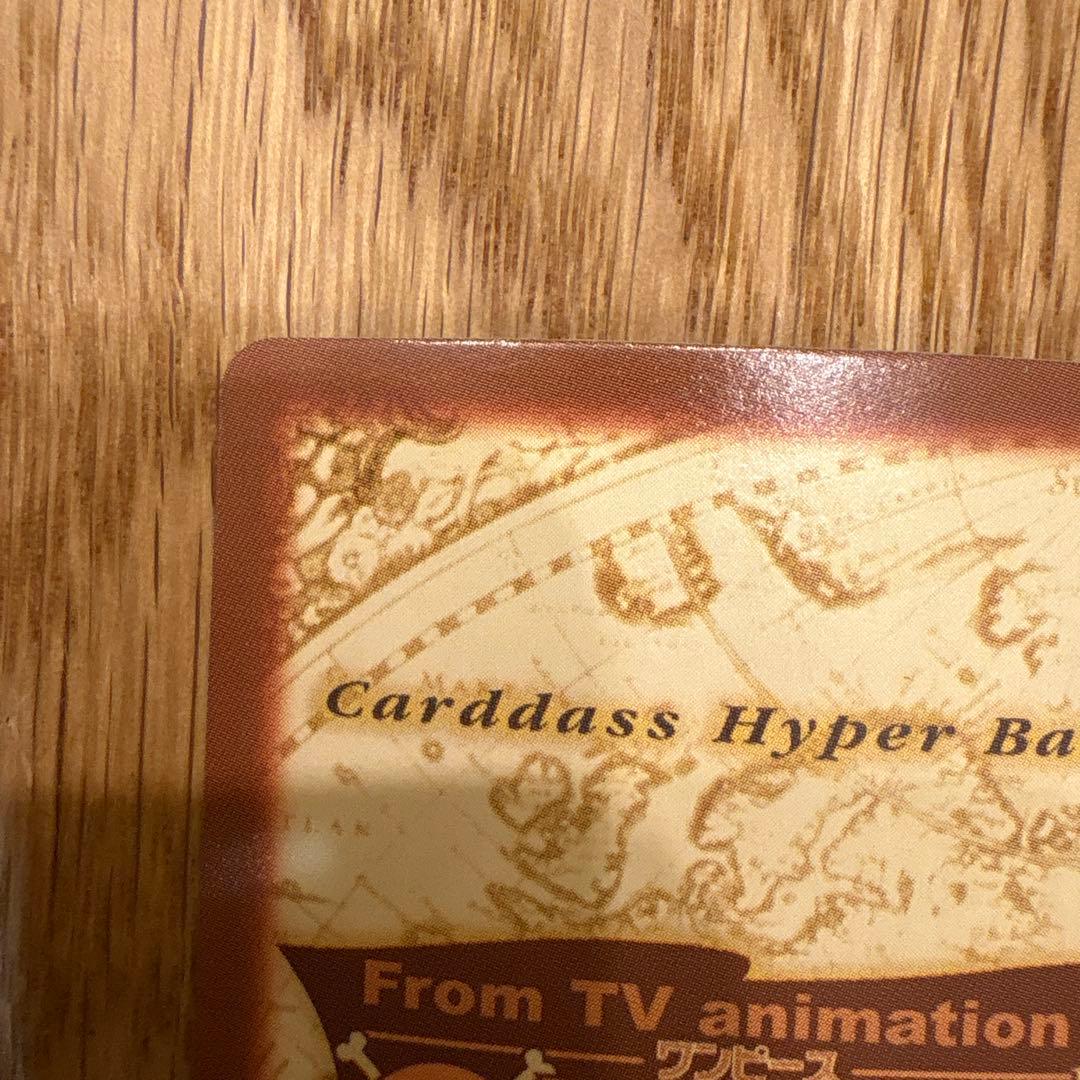 Carddass Hyper Ba
From TV animation
ワンピース